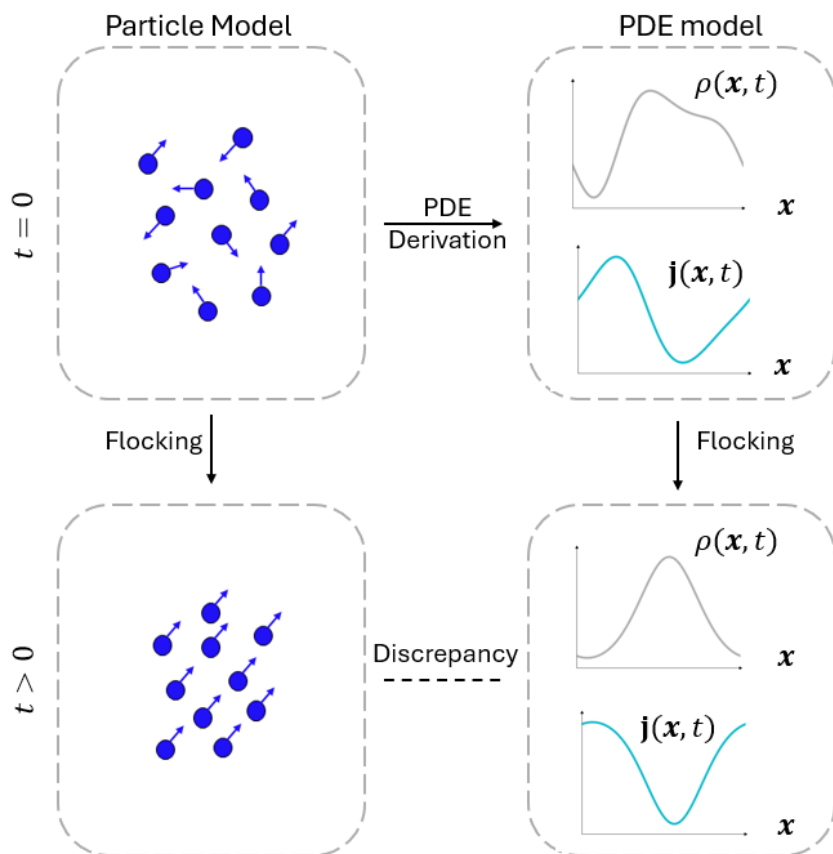 Particle Model
PDE model
t = 0
ρ(x, t)
x
PDE
Derivation
j(x, t)
x
Flocking
Flocking
t > 0
ρ(x, t)
x
Discrepancy
j(x, t)
x